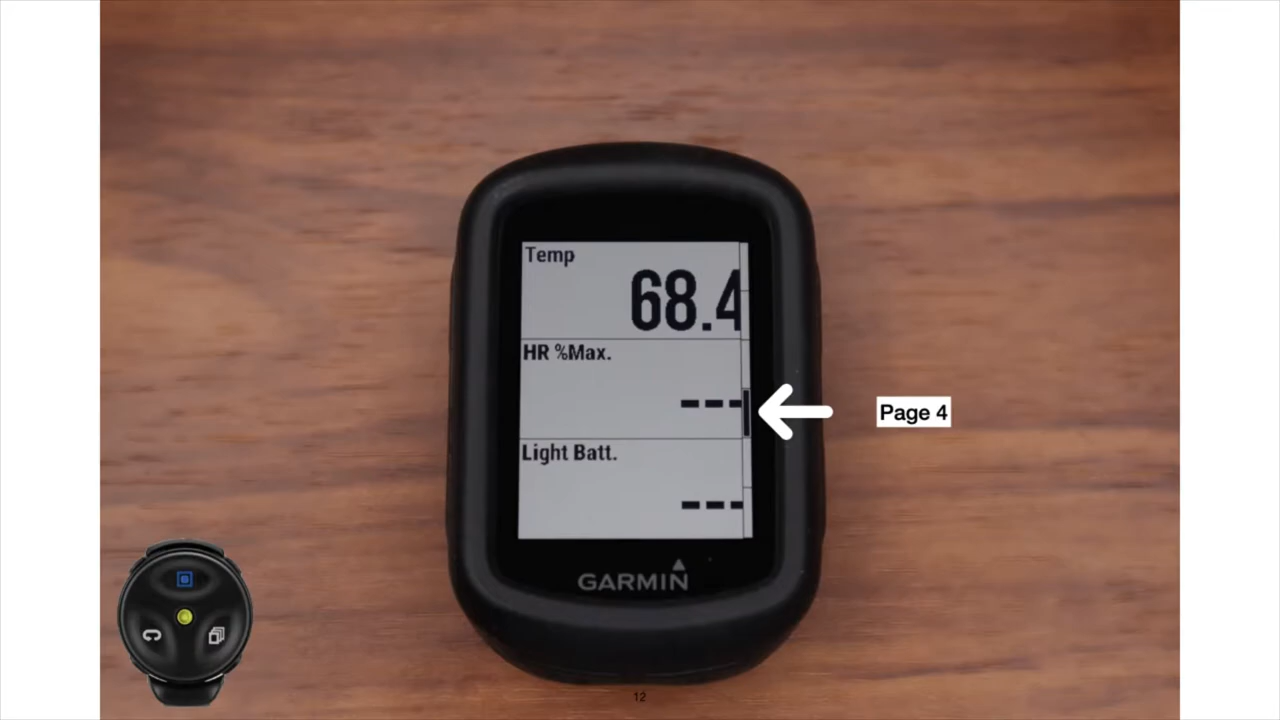 Temp
68.4
HR %Max.
---
Page 4
Light Batt.
---
GARMIN
12